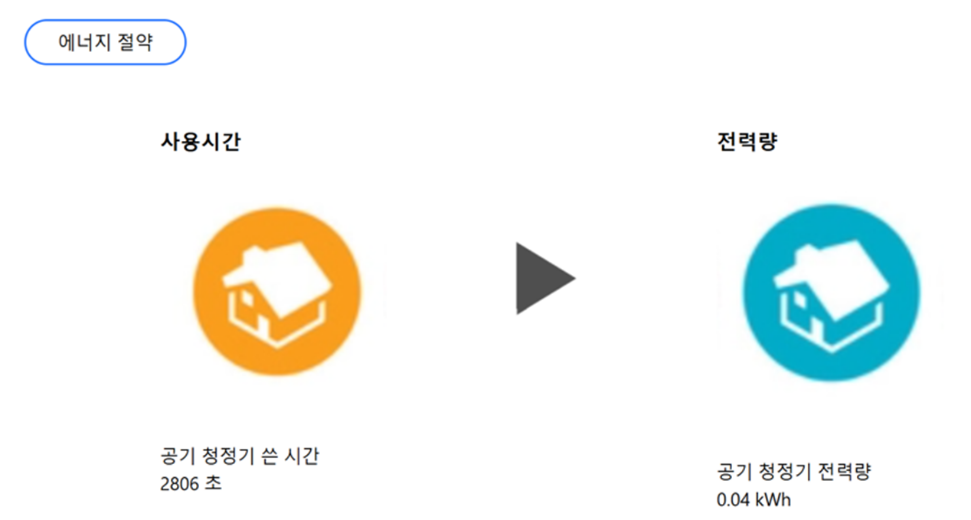 에너지 절약
사용시간
전력량
공기 청정기 쓴 시간
2806 초
공기 청정기 전력량
0.04 kWh